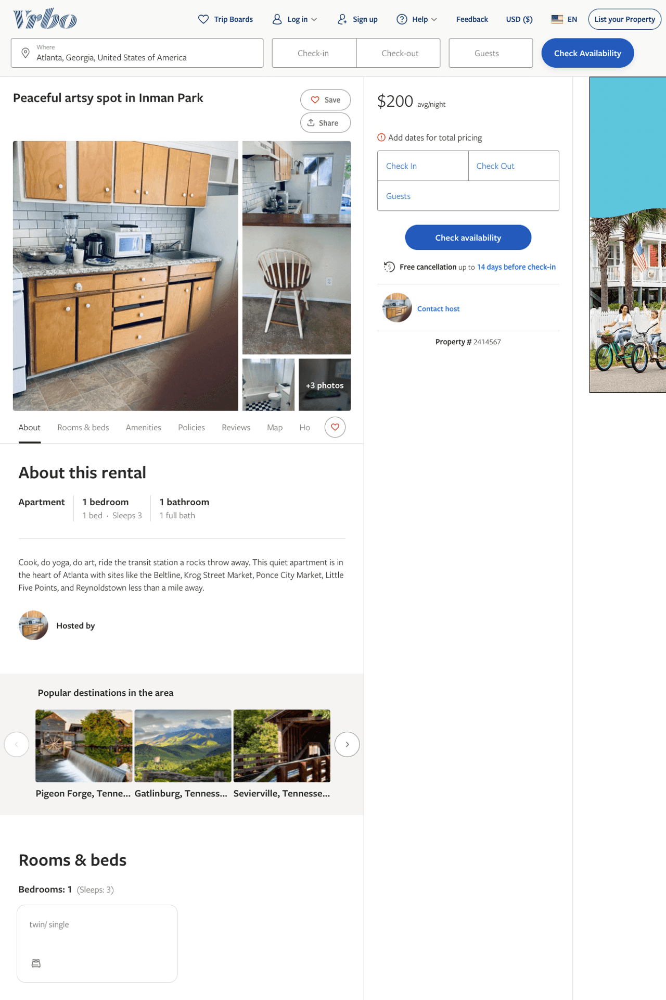 Vrbo
Trip Boards
Log in
Sign up
Help
Feedback
USD ($)
EN
List your Property
Where
Atlanta, Georgia, United States of America
Check-in
Check-out
Guests
Check Availability
Peaceful artsy spot in Inman Park
Save
Share
+3 photos
$200 avg/night
Add dates for total pricing
Check In
Check Out
Guests
Check availability
Free cancellation up to 14 days before check-in
Contact host
Property # 2414567
About
Rooms & beds
Amenities
Policies
Reviews
Map
Ho
About this rental
Apartment
1 bedroom
1 bed · Sleeps 3
1 bathroom
1 full bath
Cook, do yoga, do art, ride the transit station a rocks throw away. This quiet apartment is in
the heart of Atlanta with sites like the Beltline, Krog Street Market, Ponce City Market, Little
Five Points, and Reynoldstown less than a mile away.
Hosted by
Popular destinations in the area
Pigeon Forge, Tenne...
Gatlinburg, Tenness...
Sevierville, Tennesse...
Rooms & beds
Bedrooms: 1 (Sleeps: 3)
twin/ single